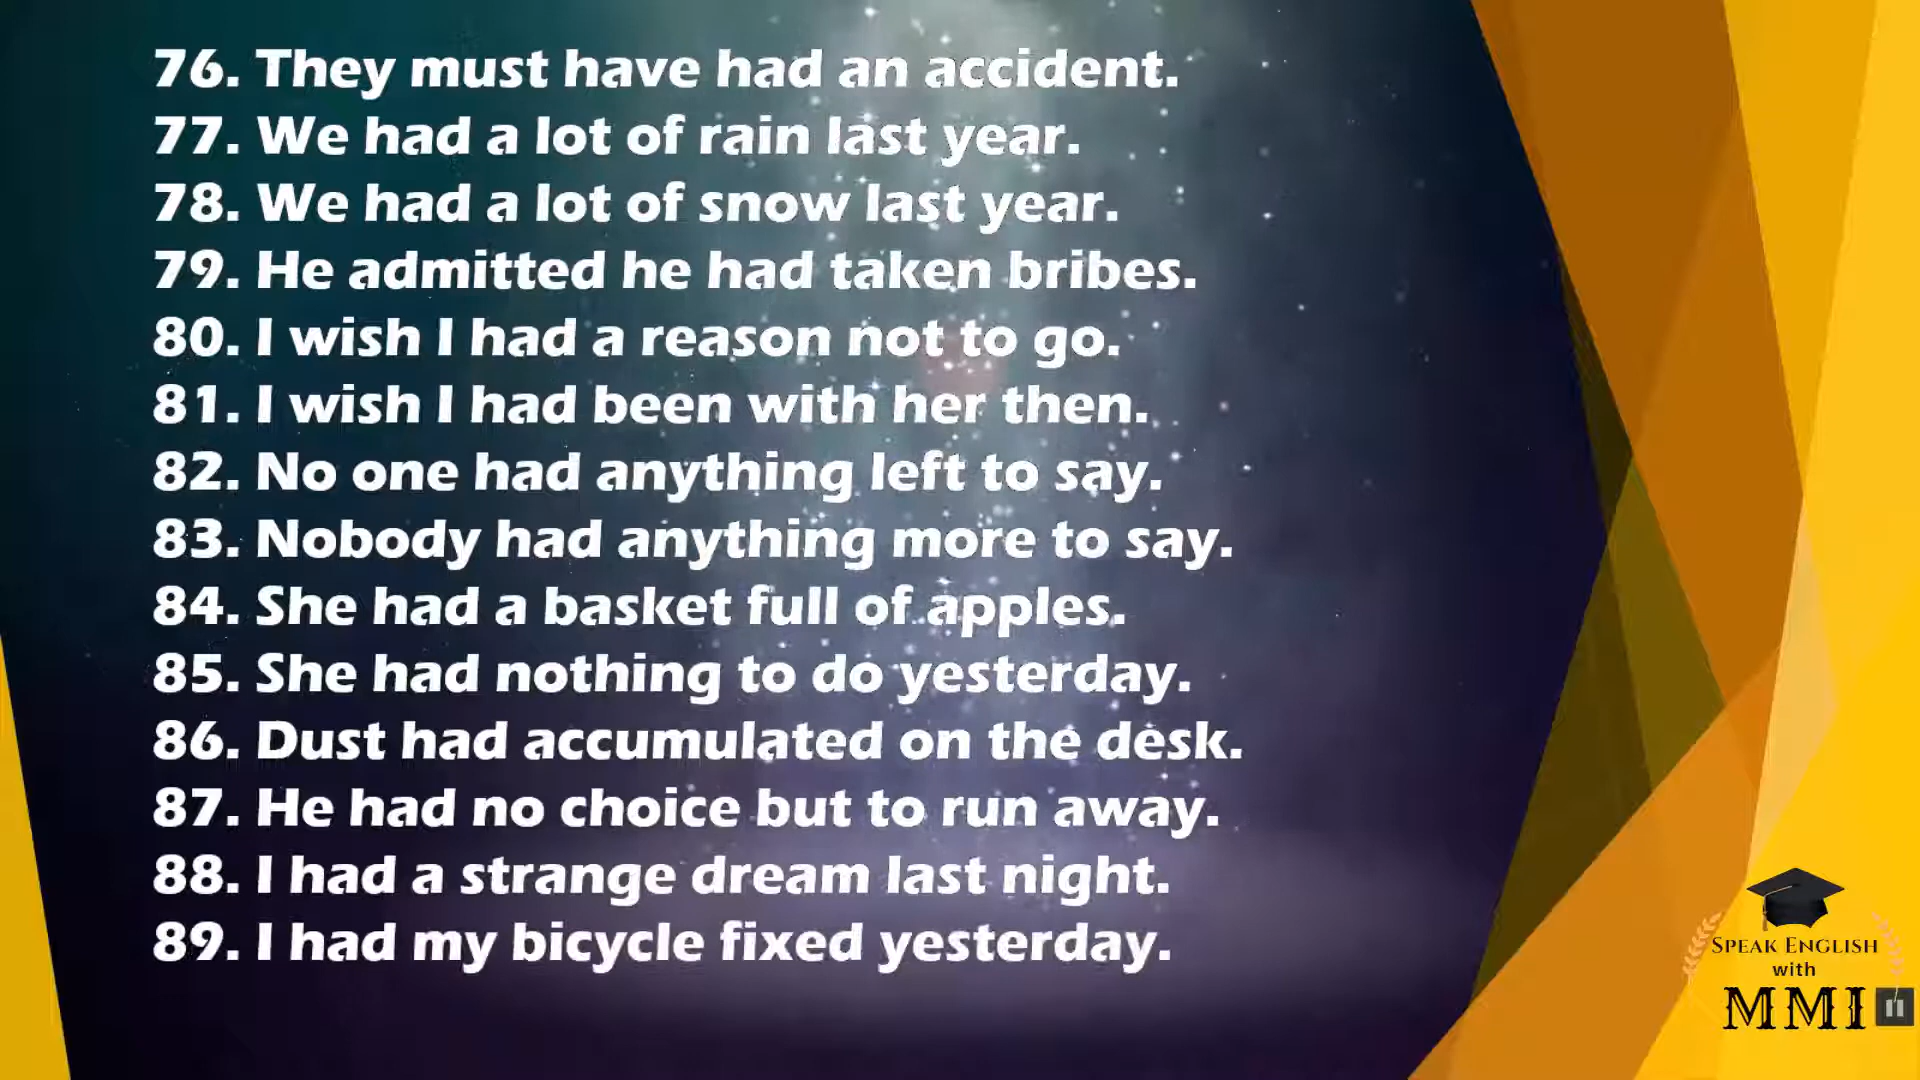 76. They must have had an accident.
77. We had a lot of rain last year.
78. We had a lot of snow last year.
79. He admitted he had taken bribes.
80. I wish I had a reason not to go.
81. I wish I had been with her then.
82. No one had anything left to say.
83. Nobody had anything more to say.
84. She had a basket full of apples.
85. She had nothing to do yesterday.
86. Dust had accumulated on the desk.
87. He had no choice but to run away.
88. I had a strange dream last night.
89. I had my bicycle fixed yesterday.
SPEAK ENGLISH
with
MMI